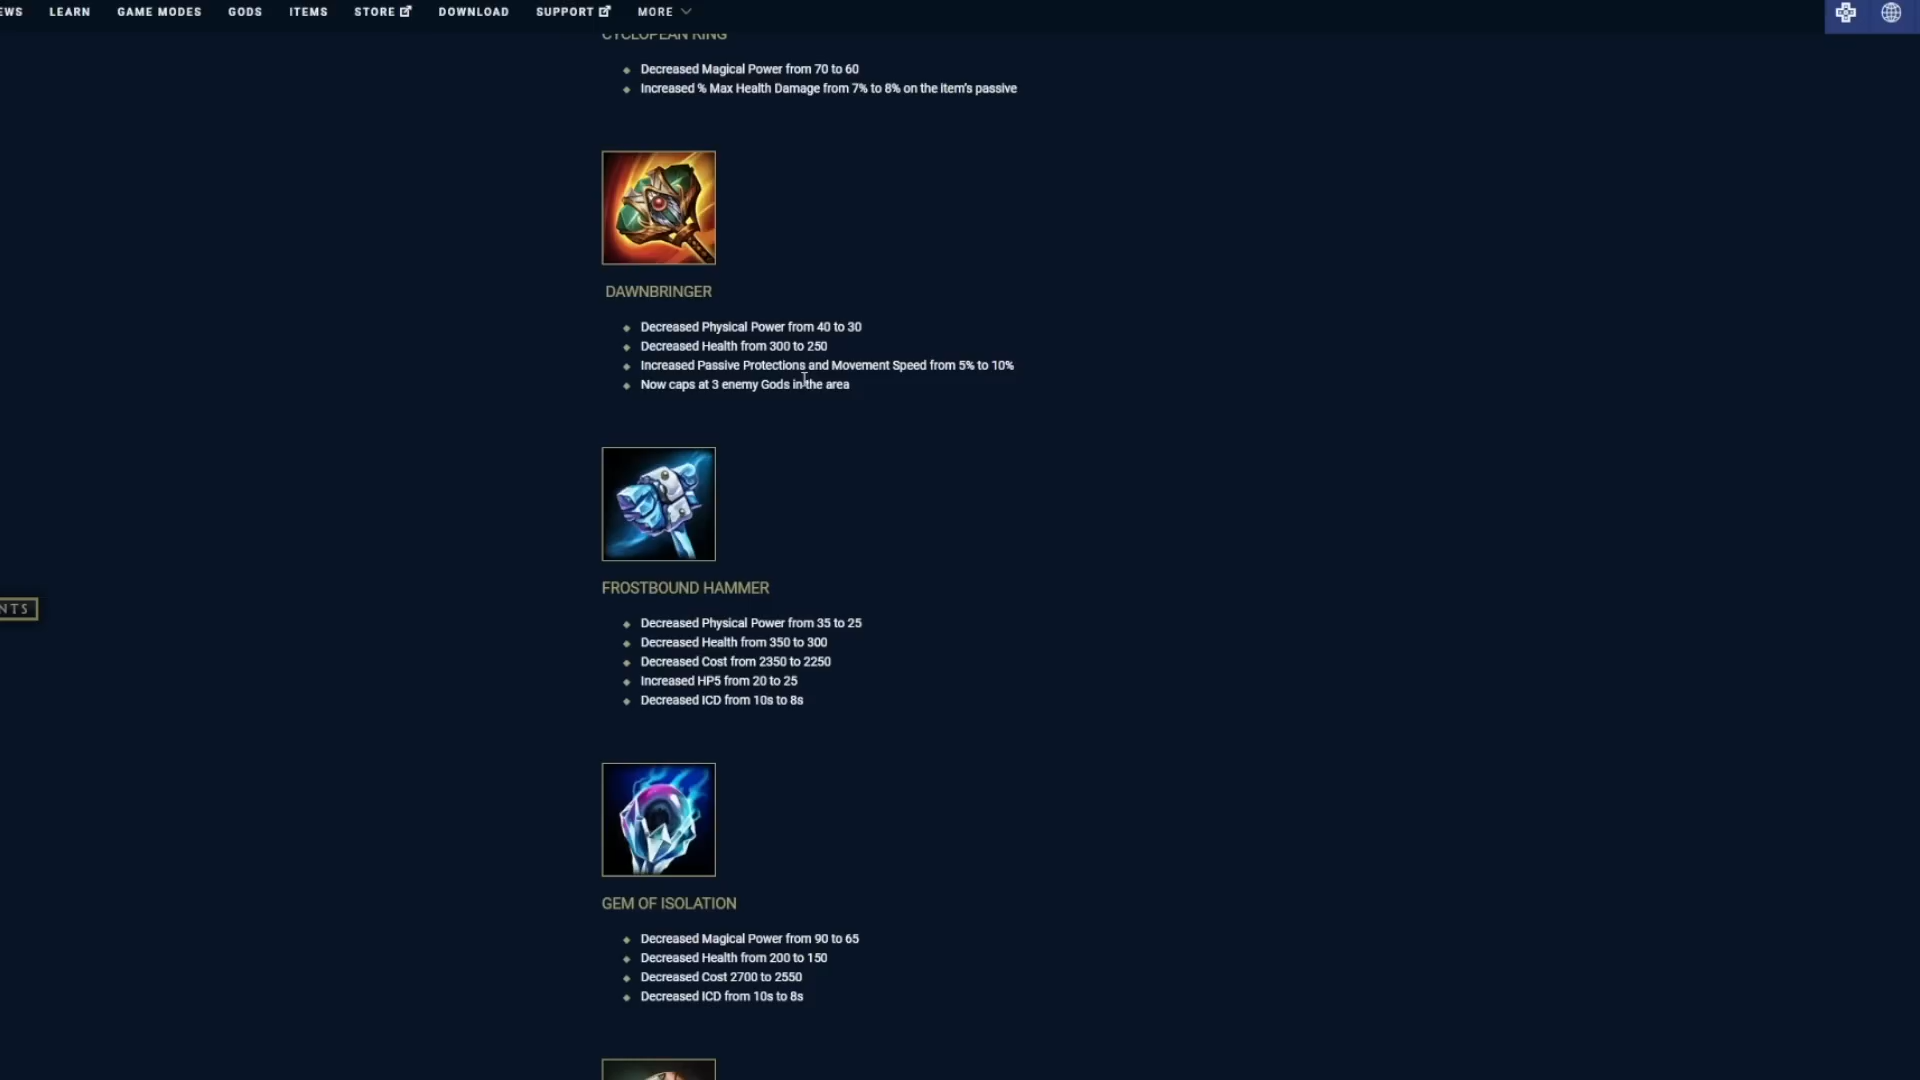 EWS LEARN GAME MODES GODS ITEMS STORE DOWNLOAD SUPPORT MORE
CYCLOPEAN RING
Decreased Magical Power from 70 to 60
Increased % Max Health Damage from 7% to 8% on the item's passive
DAWNBRINGER
Decreased Physical Power from 40 to 30
Decreased Health from 300 to 250
Increased Passive Protections and Movement Speed from 5% to 10%
Now caps at 3 enemy Gods in the area
FROSTBOUND HAMMER
NTS
Decreased Physical Power from 35 to 25
Decreased Health from 350 to 300
Decreased Cost from 2350 to 2250
Increased HP5 from 20 to 25
Decreased ICD from 10s to 8s
GEM OF ISOLATION
Decreased Magical Power from 90 to 65
Decreased Health from 200 to 150
Decreased Cost 2700 to 2550
Decreased ICD from 10s to 8s